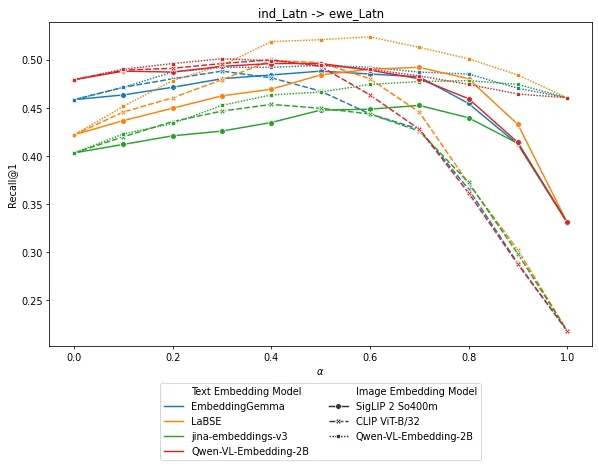 ind_Latn -> ewe_Latn
Recall@1
0.50
0.45
0.40
0.35
0.30
0.25
0.0 0.2 0.4 0.6 0.8 1.0
α
Text Embedding Model
EmbeddingGemma
LaBSE
jina-embeddings-v3
Qwen-VL-Embedding-2B
Image Embedding Model
SigLIP 2 So400m
CLIP ViT-B/32
Qwen-VL-Embedding-2B